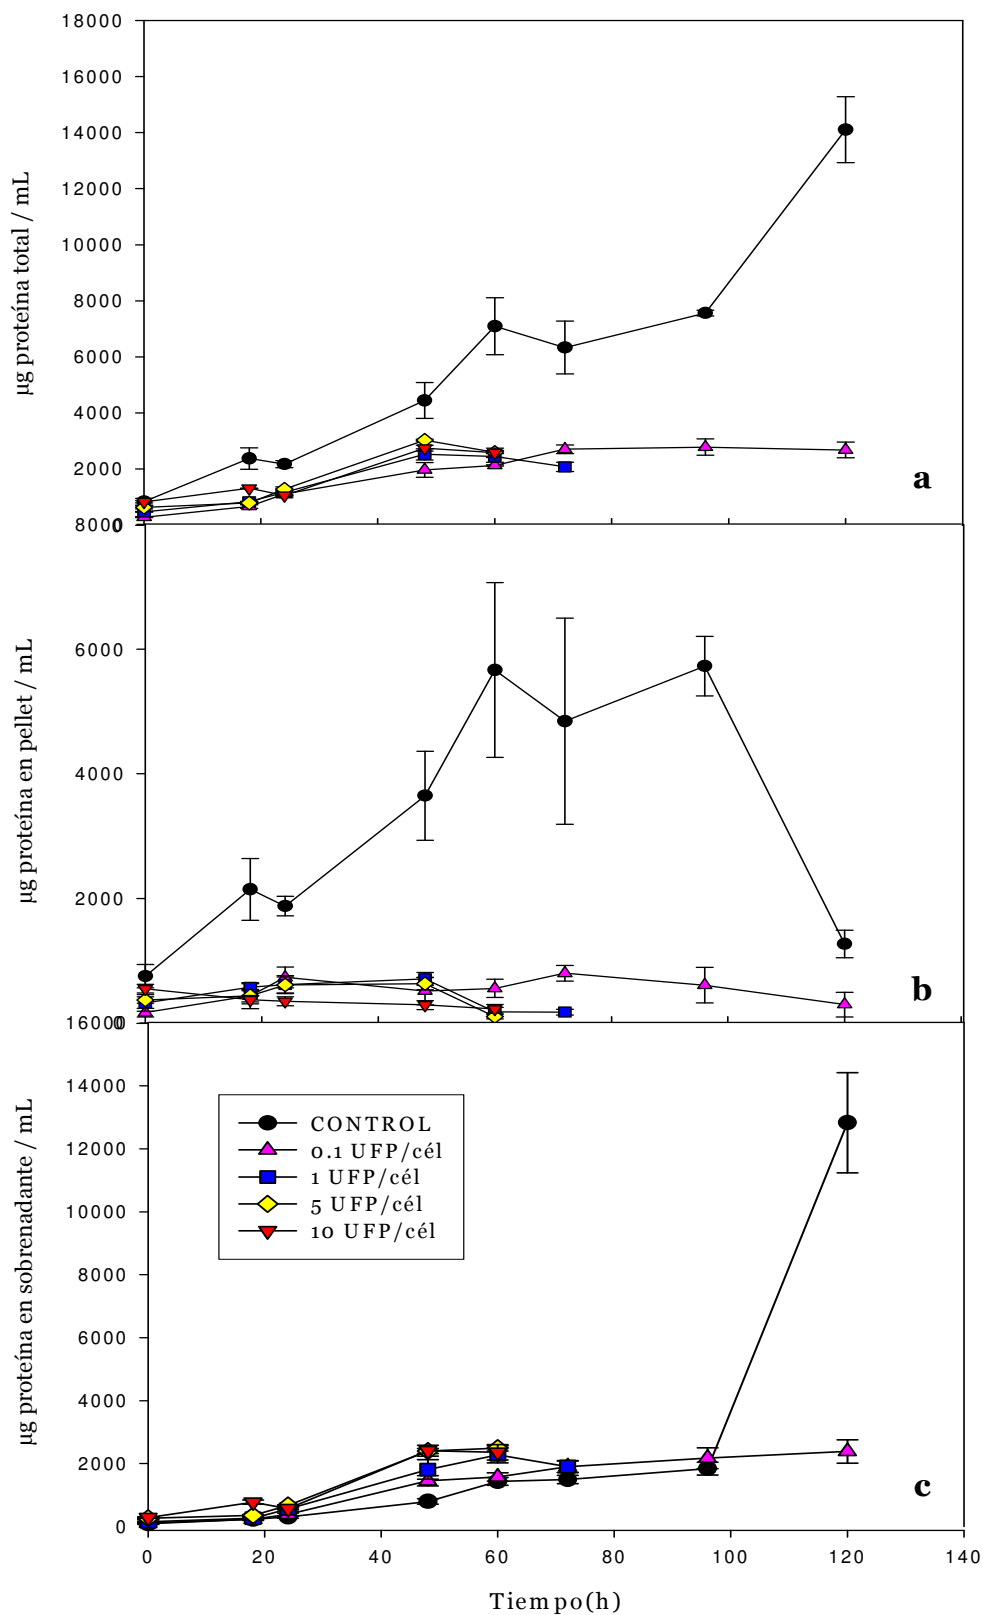 18000
16000
14000
12000
10000
8000
6000
4000
2000
0
µg proteína total / mL
a
8000
6000
4000
2000
0
µg proteína en pellet / mL
b
16000
14000
12000
10000
8000
6000
4000
2000
0
µg proteína en sobrenadante / mL
CONTROL
0.1 UFP/cél
1 UFP/cél
5 UFP/cél
10 UFP/cél
c
0 20 40 60 80 100 120 140
Tiempo(h)